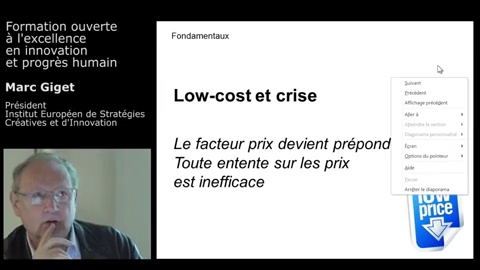 Formation ouverte
à l'excellence
en innovation
et progrès humain
Marc Giget
Président
Institut Européen de Stratégies
Créatives et d'Innovation
Fondamentaux
Low-cost et crise
Le facteur prix devient prépond
Toute entente sur les prix
est inefficace
Suivant
Précédent
Affichage précédent
Aller à
Atteindre la section
Diaporama personnalisé
Écran
Options du pointeur
Aide
Pause
Arrêter le diaporama
low
price